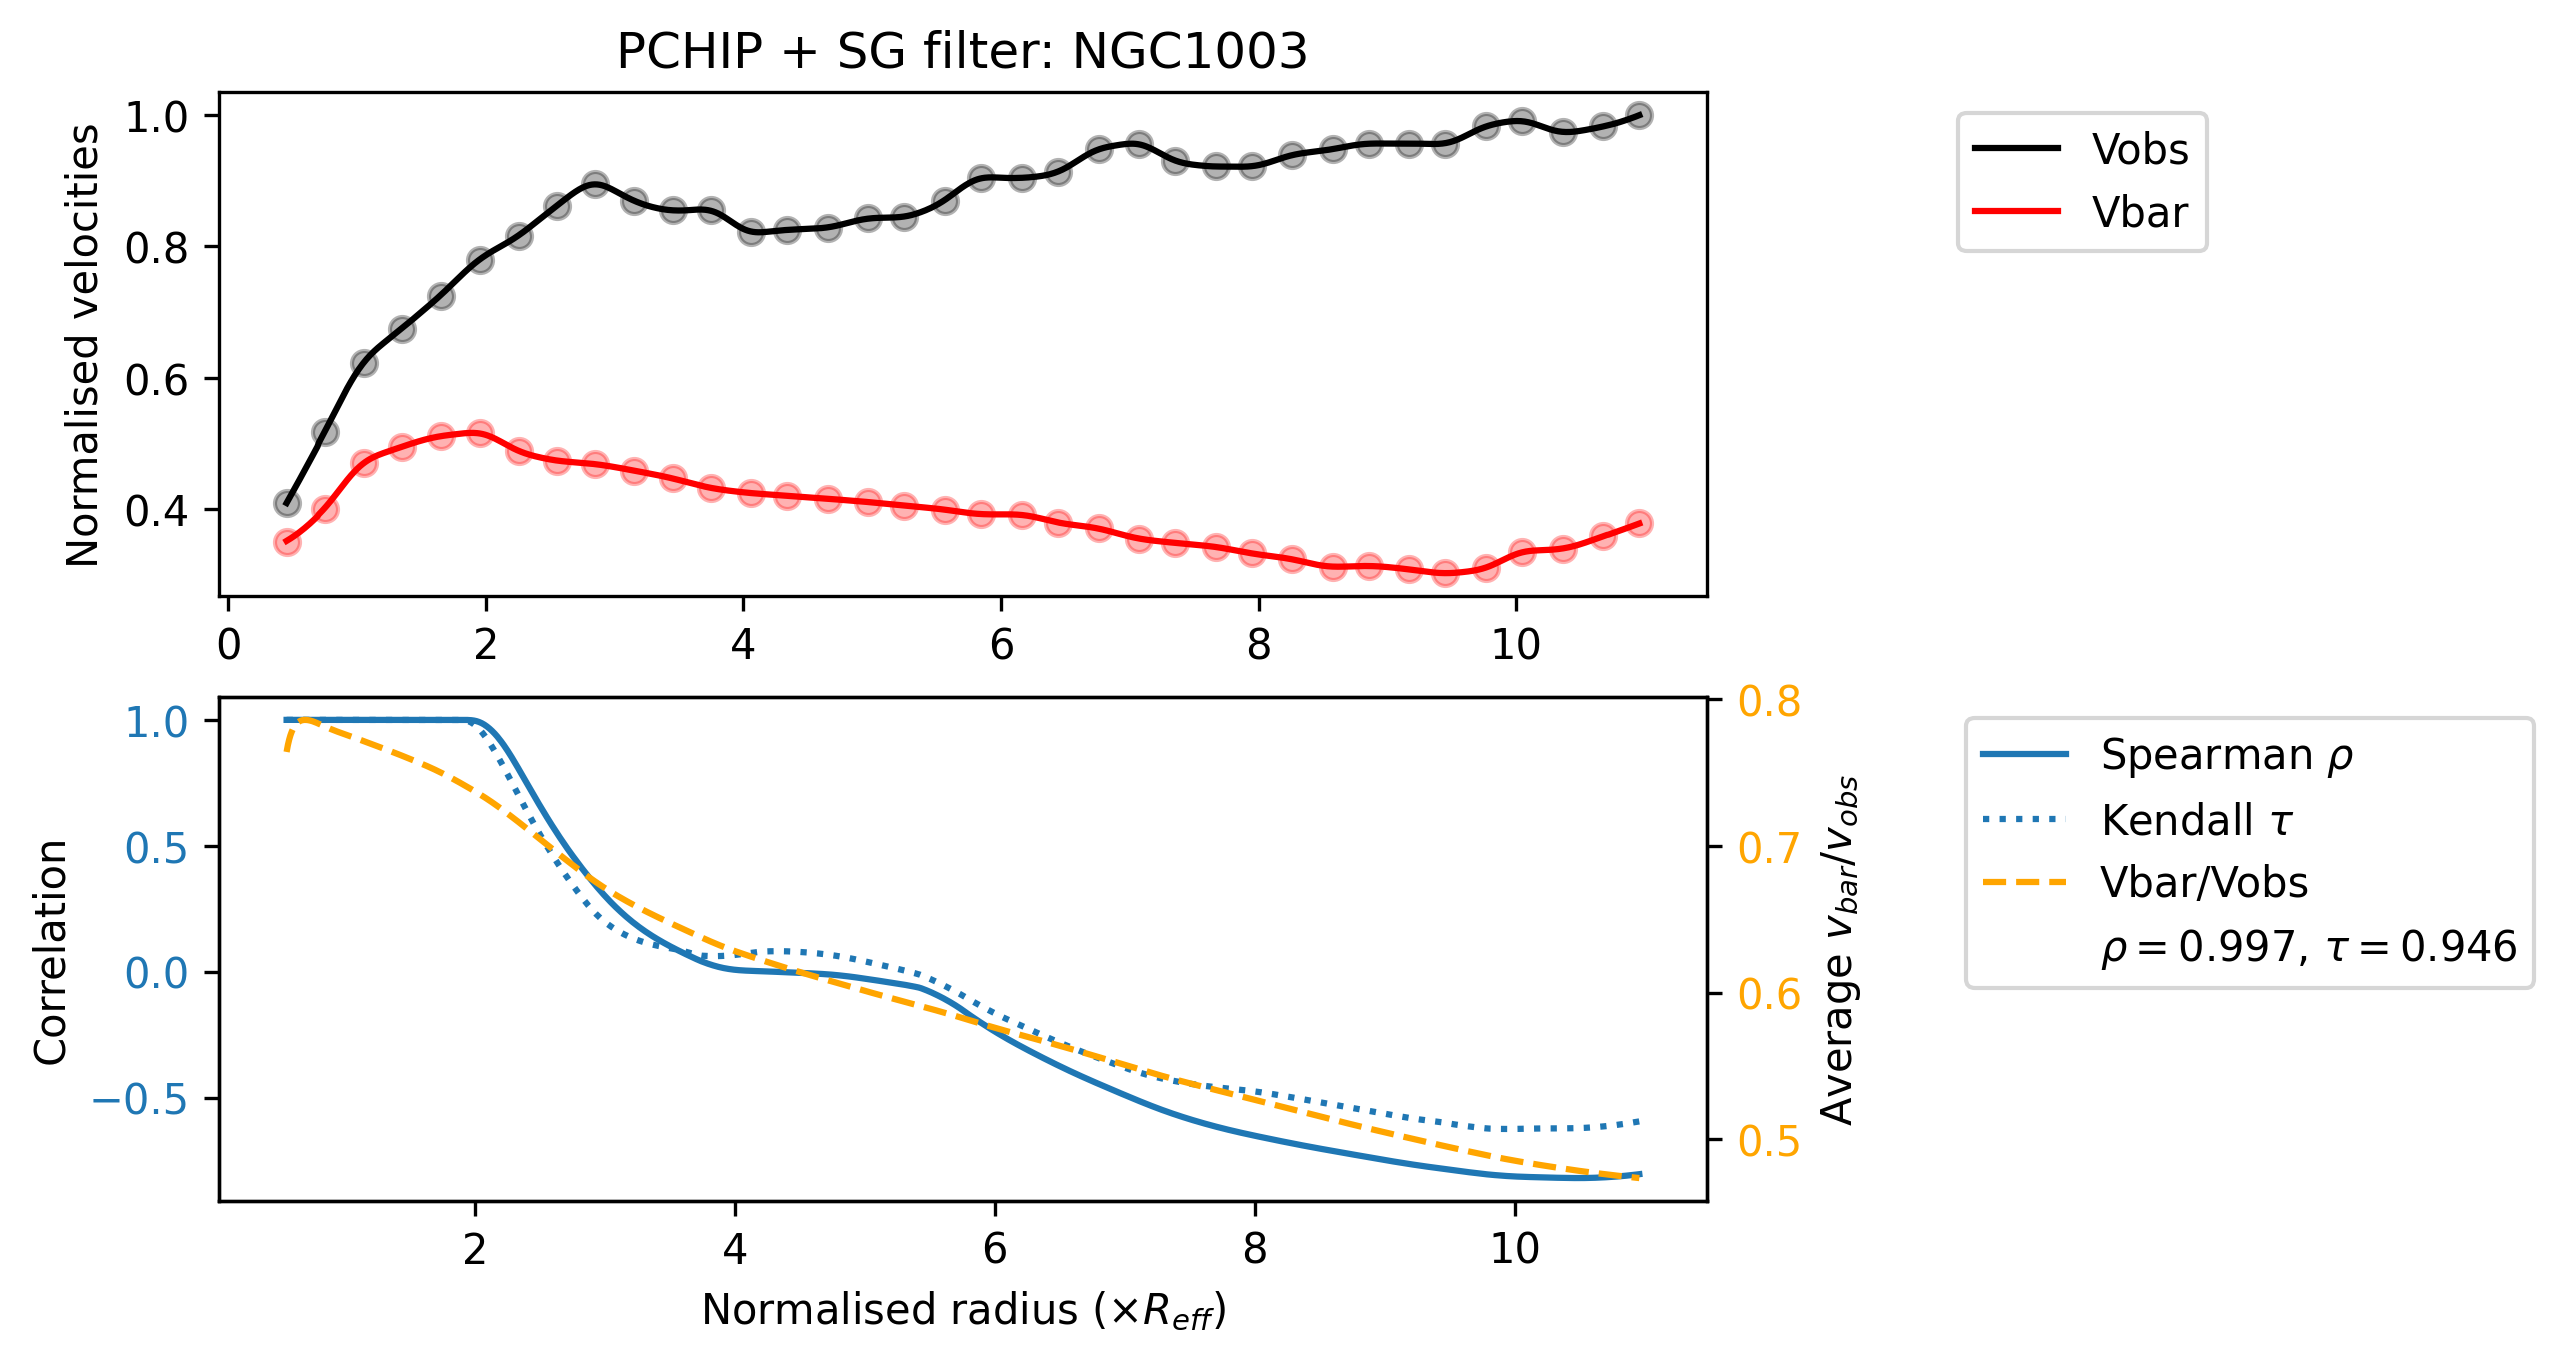 PCHIP + SG filter: NGC1003
Normalised velocities
1.0
0.8
0.6
0.4
0 2 4 6 8 10
Vobs
Vbar
Correlation
1.0
0.5
0.0
−0.5
2 4 6 8 10
Normalised radius (×R_eff)
0.8
0.7
0.6
0.5
Average v_bar/v_obs
Spearman ρ
Kendall τ
Vbar/Vobs
ρ = 0.997, τ = 0.946